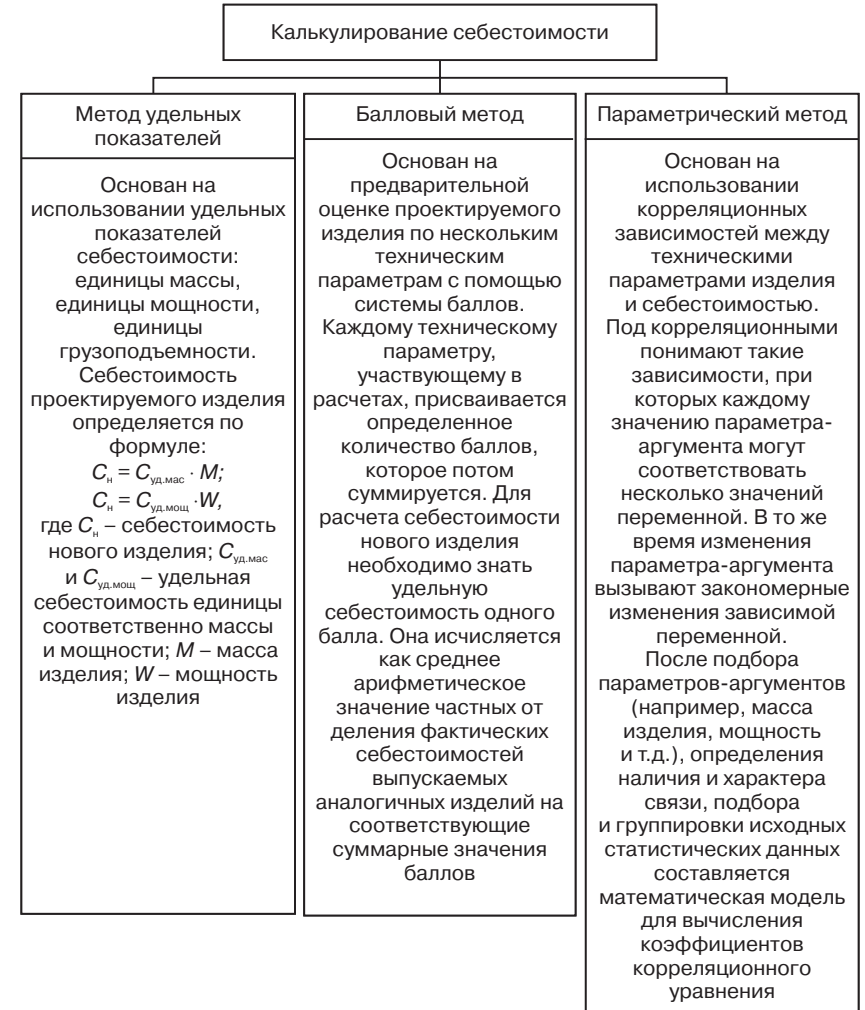 Калькулирование себестоимости
Метод удельных
показателей
Основан на
использовании удельных
показателей
себестоимости:
единицы массы,
единицы мощности,
единицы
грузоподъемности.
Себестоимость
проектируемого изделия
определяется по
формуле:
Cн = Cуд.мас · M;
Cн = Cуд.мощ ·W,
где Cн – себестоимость
нового изделия; Cуд.мас
и Cуд.мощ – удельная
себестоимость единицы
соответственно массы
и мощности; M – масса
изделия; W – мощность
изделия
Балловый метод
Основан на
предварительной
оценке проектируемого
изделия по нескольким
техническим
параметрам с помощью
системы баллов.
Каждому техническому
параметру,
участвующему в
расчетах, присваивается
определенное
количество баллов,
которое потом
суммируется. Для
расчета себестоимости
нового изделия
необходимо знать
удельную
себестоимость одного
балла. Она исчисляется
как среднее
арифметическое
значение частных от
деления фактических
себестоимостей
выпускаемых
аналогичных изделий на
соответствующие
суммарные значения
баллов
Параметрический метод
Основан на
использовании
корреляционных
зависимостей между
техническими
параметрами изделия
и себестоимостью.
Под корреляционными
понимают такие
зависимости, при
которых каждому
значению параметра-
аргумента могут
соответствовать
несколько значений
переменной. В то же
время изменения
параметра-аргумента
вызывают закономерные
изменения зависимой
переменной.
После подбора
параметров-аргументов
(например, масса
изделия, мощность
и т.д.), определения
наличия и характера
связи, подбора
и группировки исходных
статистических данных
составляется
математическая модель
для вычисления
коэффициентов
корреляционного
уравнения